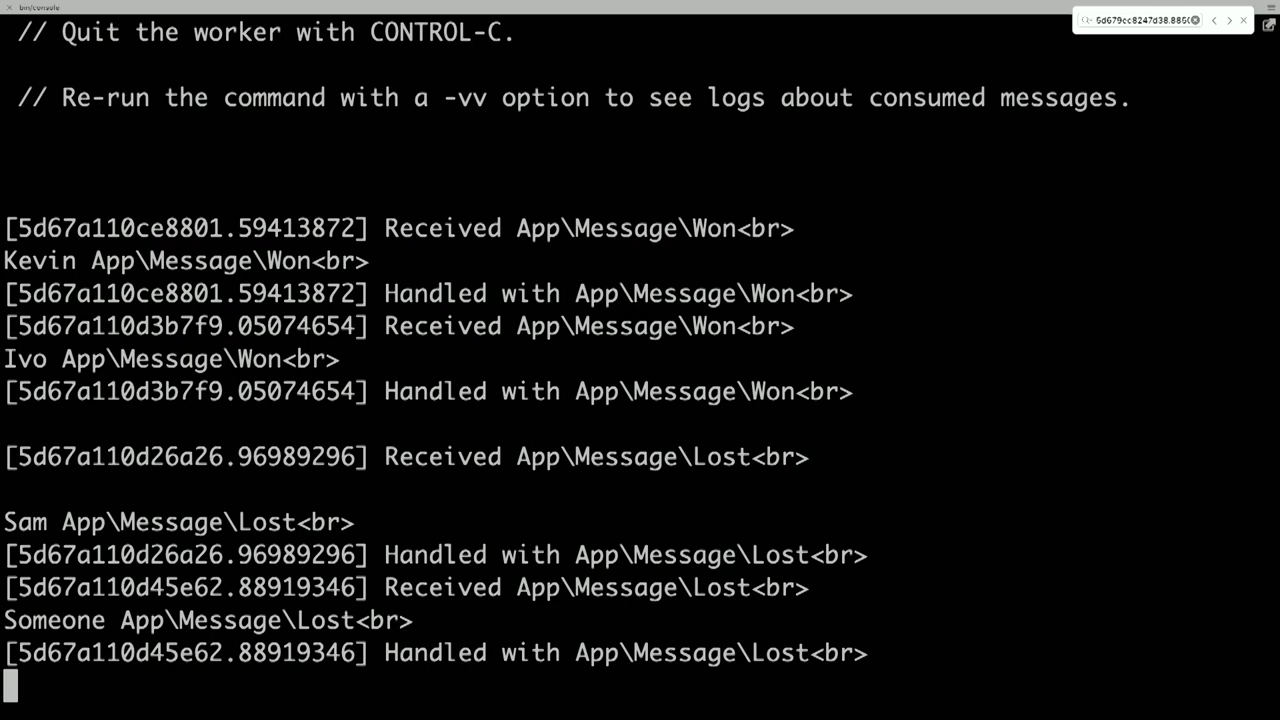 bin/console
5d679cc8247d38.8850
// Quit the worker with CONTROL-C.
// Re-run the command with a -vv option to see logs about consumed messages.
[5d67a110ce8801.59413872] Received App\Message\Won<br>
Kevin App\Message\Won<br>
[5d67a110ce8801.59413872] Handled with App\Message\Won<br>
[5d67a110d3b7f9.05074654] Received App\Message\Won<br>
Ivo App\Message\Won<br>
[5d67a110d3b7f9.05074654] Handled with App\Message\Won<br>
[5d67a110d26a26.96989296] Received App\Message\Lost<br>
Sam App\Message\Lost<br>
[5d67a110d26a26.96989296] Handled with App\Message\Lost<br>
[5d67a110d45e62.88919346] Received App\Message\Lost<br>
Someone App\Message\Lost<br>
[5d67a110d45e62.88919346] Handled with App\Message\Lost<br>